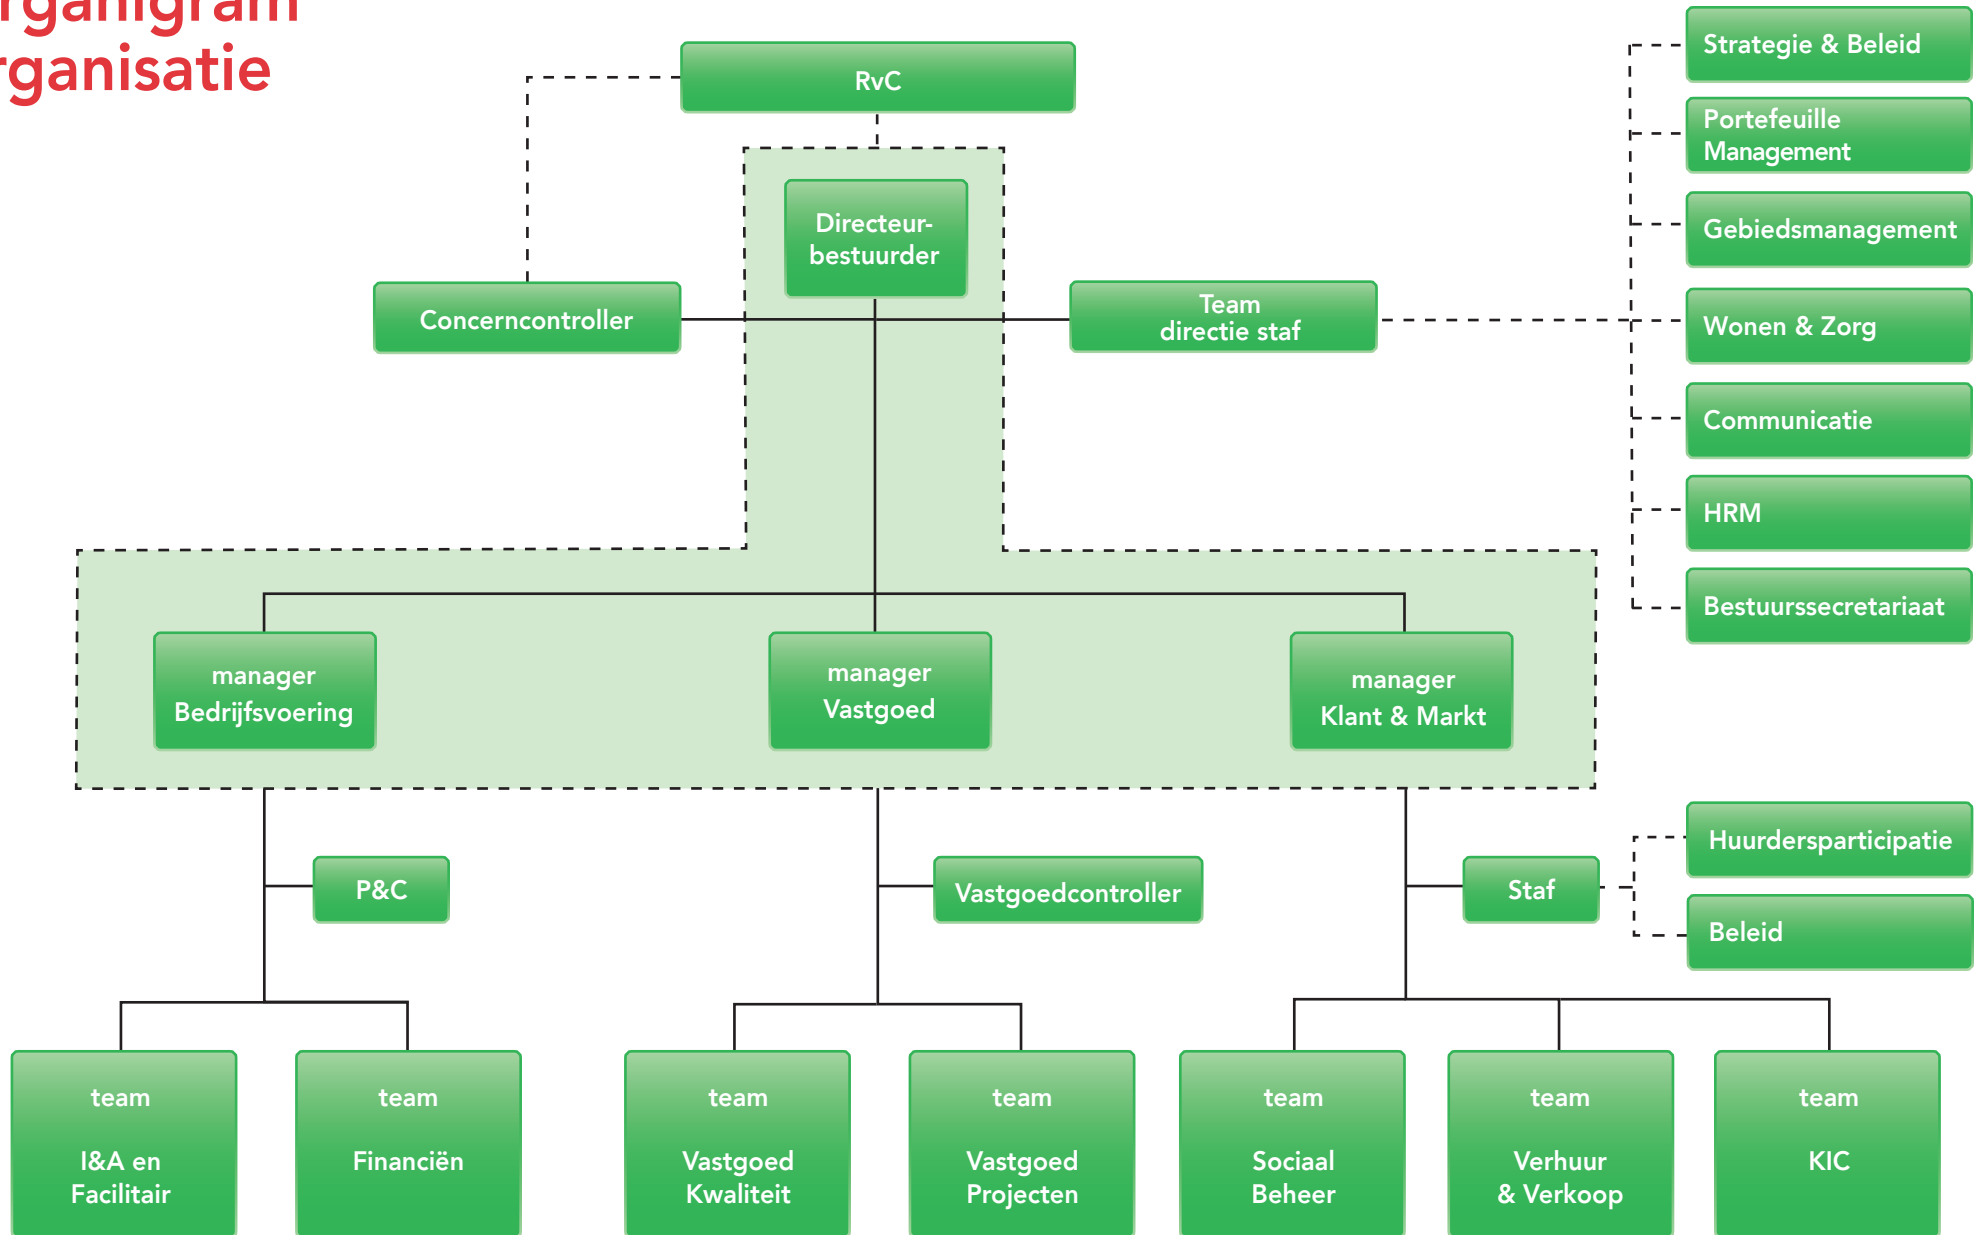 rganigram
rganisatie
RvC
Directeur-
bestuurder
Concerncontroller
Team
directie staf
Strategie & Beleid
Portefeuille
Management
Gebiedsmanagement
Wonen & Zorg
Communicatie
HRM
Bestuurssecretariaat
manager
Bedrijfsvoering
manager
Vastgoed
manager
Klant & Markt
P&C
Vastgoedcontroller
Staf
Huurdersparticipatie
Beleid
team
I&A en
Facilitair
team
Financiën
team
Vastgoed
Kwaliteit
team
Vastgoed
Projecten
team
Sociaal
Beheer
team
Verhuur
& Verkoop
team
KIC